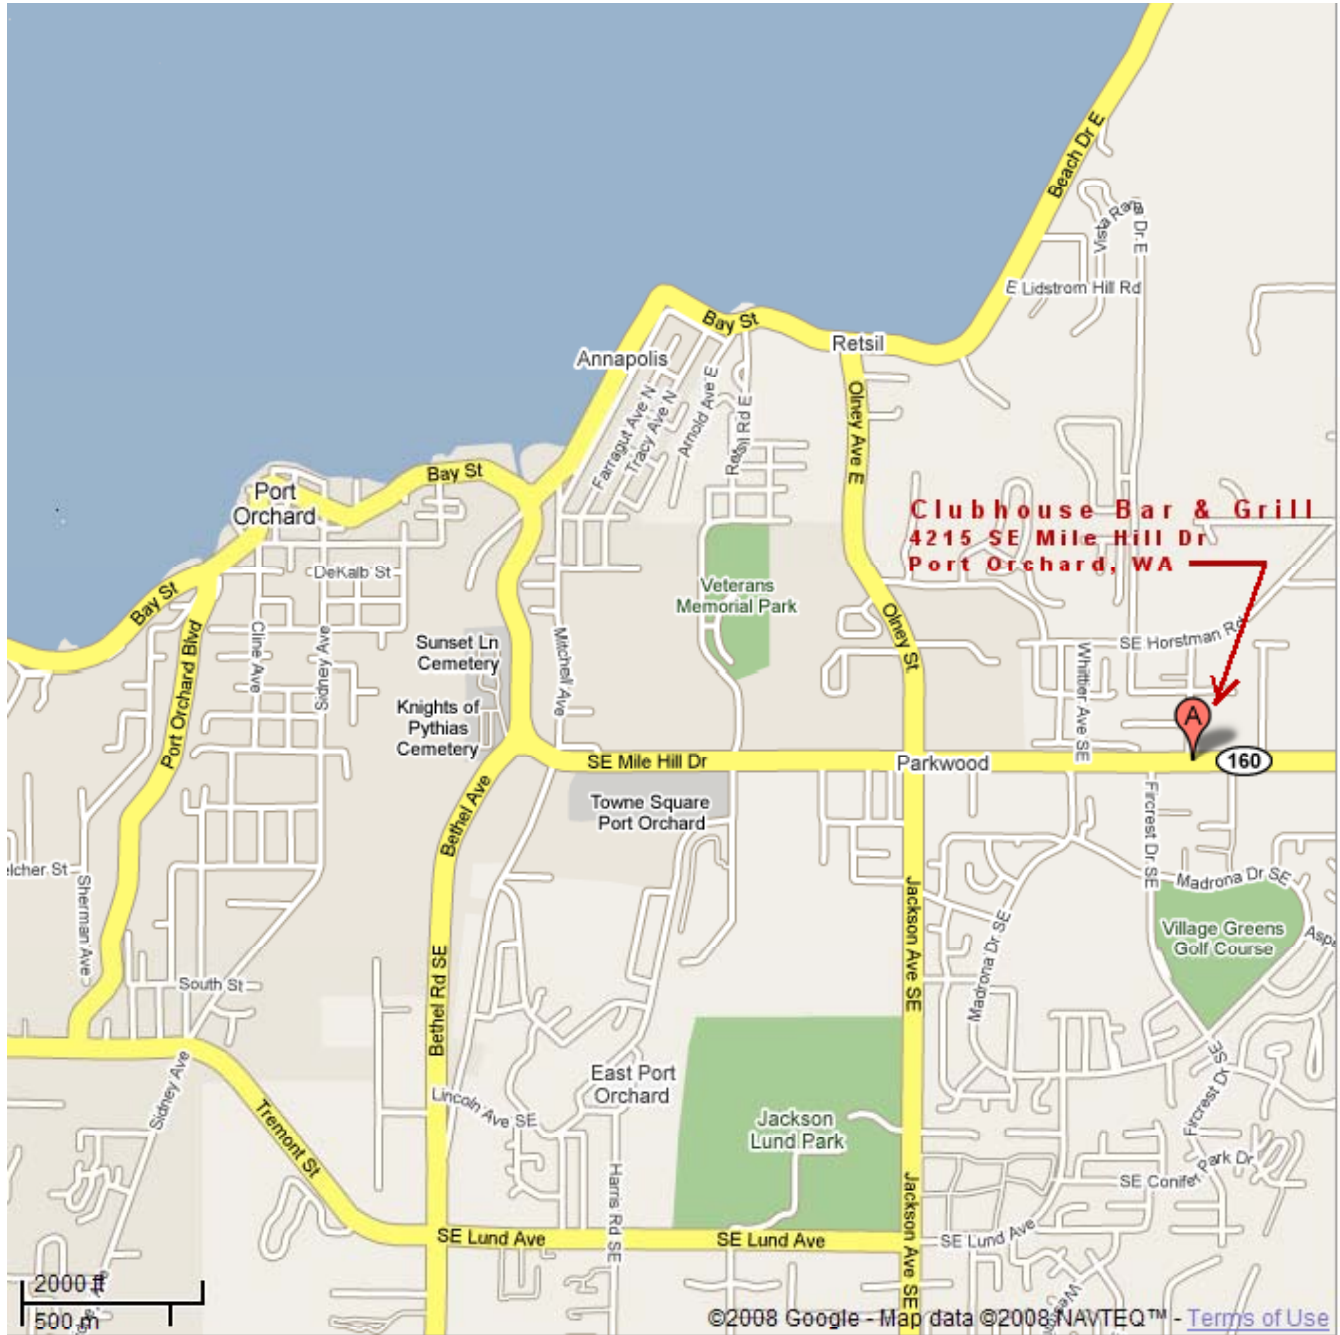 Beach Dr E
Vista Rama Dr E
E Lidstrom Hill Rd
Bay St
Retsil
Annapolis
Farragut Ave N
Tracy Ave N
Arnold Ave E
Retsil Rd E
Olney Ave E
Bay St
Port
Orchard
Clubhouse Bar & Grill
4215 SE Mile Hill Dr
Port Orchard, WA
DeKalb St
Veterans
Memorial Park
Bay St
Port Orchard Blvd
Cline Ave
Sidney Ave
Sunset Ln
Cemetery
Mitchell Ave
Olney St
SE Horstman Rd
Whittier Ave SE
Knights of
Pythias
Cemetery
A
SE Mile Hill Dr
Parkwood
160
Bethel Ave
Towne Square
Port Orchard
Fircrest Dr SE
elcher St
Sherman Ave
Jackson Ave SE
Madrona Dr SE
Madrona Dr SE
Village Greens
Golf Course
Aspe
Bethel Rd SE
South St
Sidney Ave
East Port
Orchard
Fircrest Dr SE
Lincoln Ave SE
Tremont St
Jackson
Lund Park
Harris Rd SE
Jackson Ave SE
SE Conifer Park Dr
SE Lund Ave
SE Lund Ave
SE Lund Ave
2000 ft
500 m
©2008 Google - Map data ©2008 NAVTEQ™ - Terms of Use